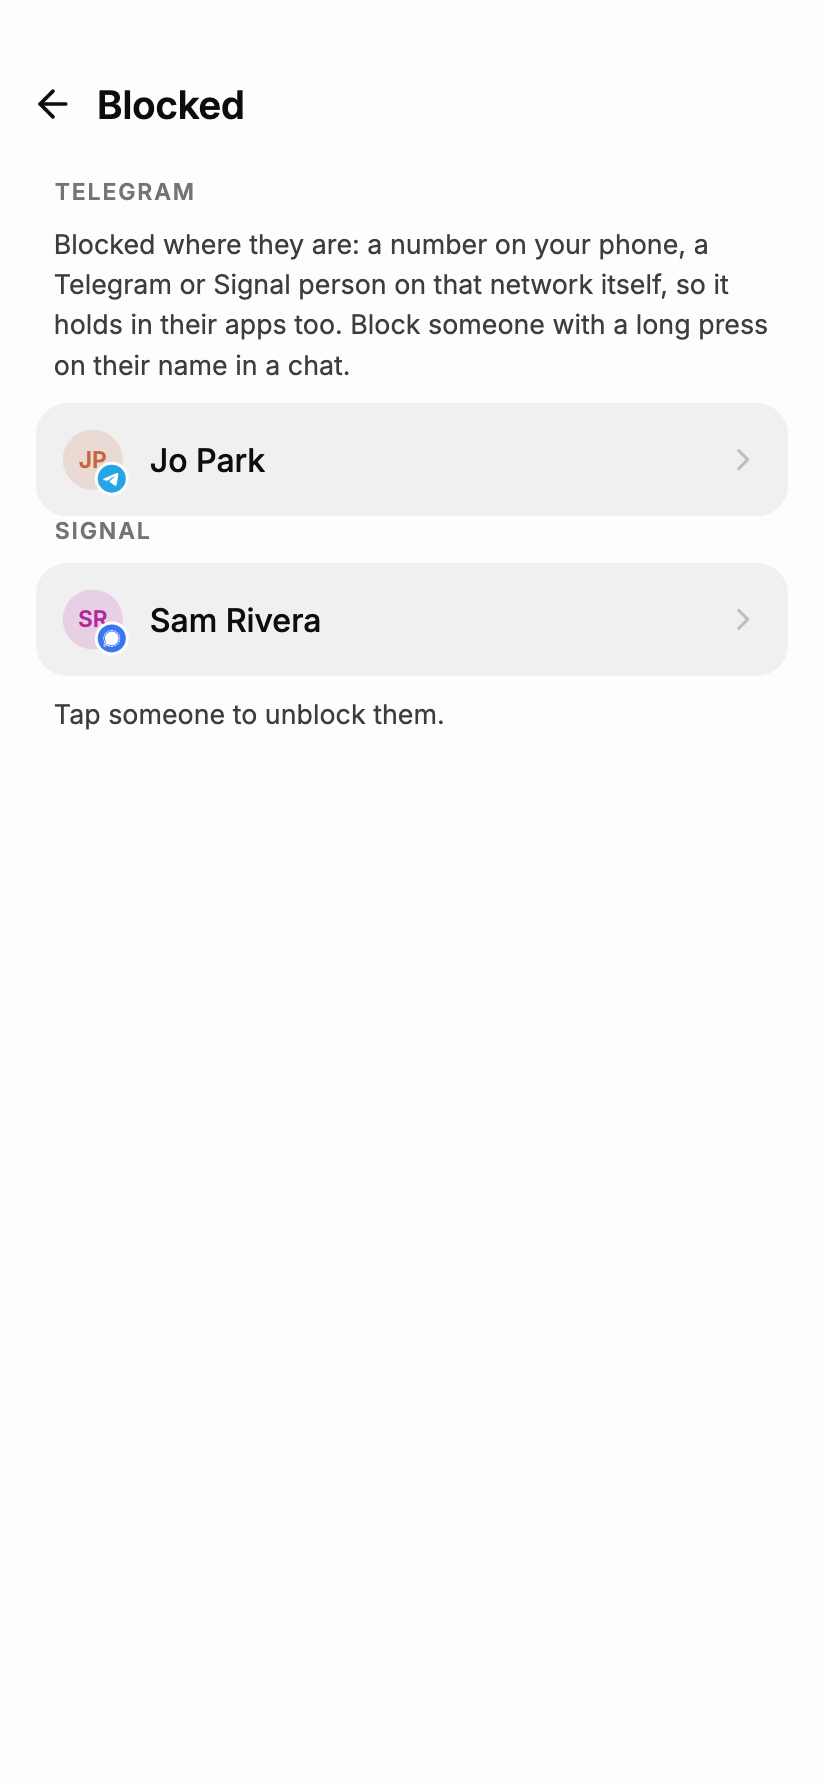 Blocked
TELEGRAM
Blocked where they are: a number on your phone, a
Telegram or Signal person on that network itself, so it
holds in their apps too. Block someone with a long press
on their name in a chat.
JP
Jo Park
SIGNAL
SR
Sam Rivera
Tap someone to unblock them.